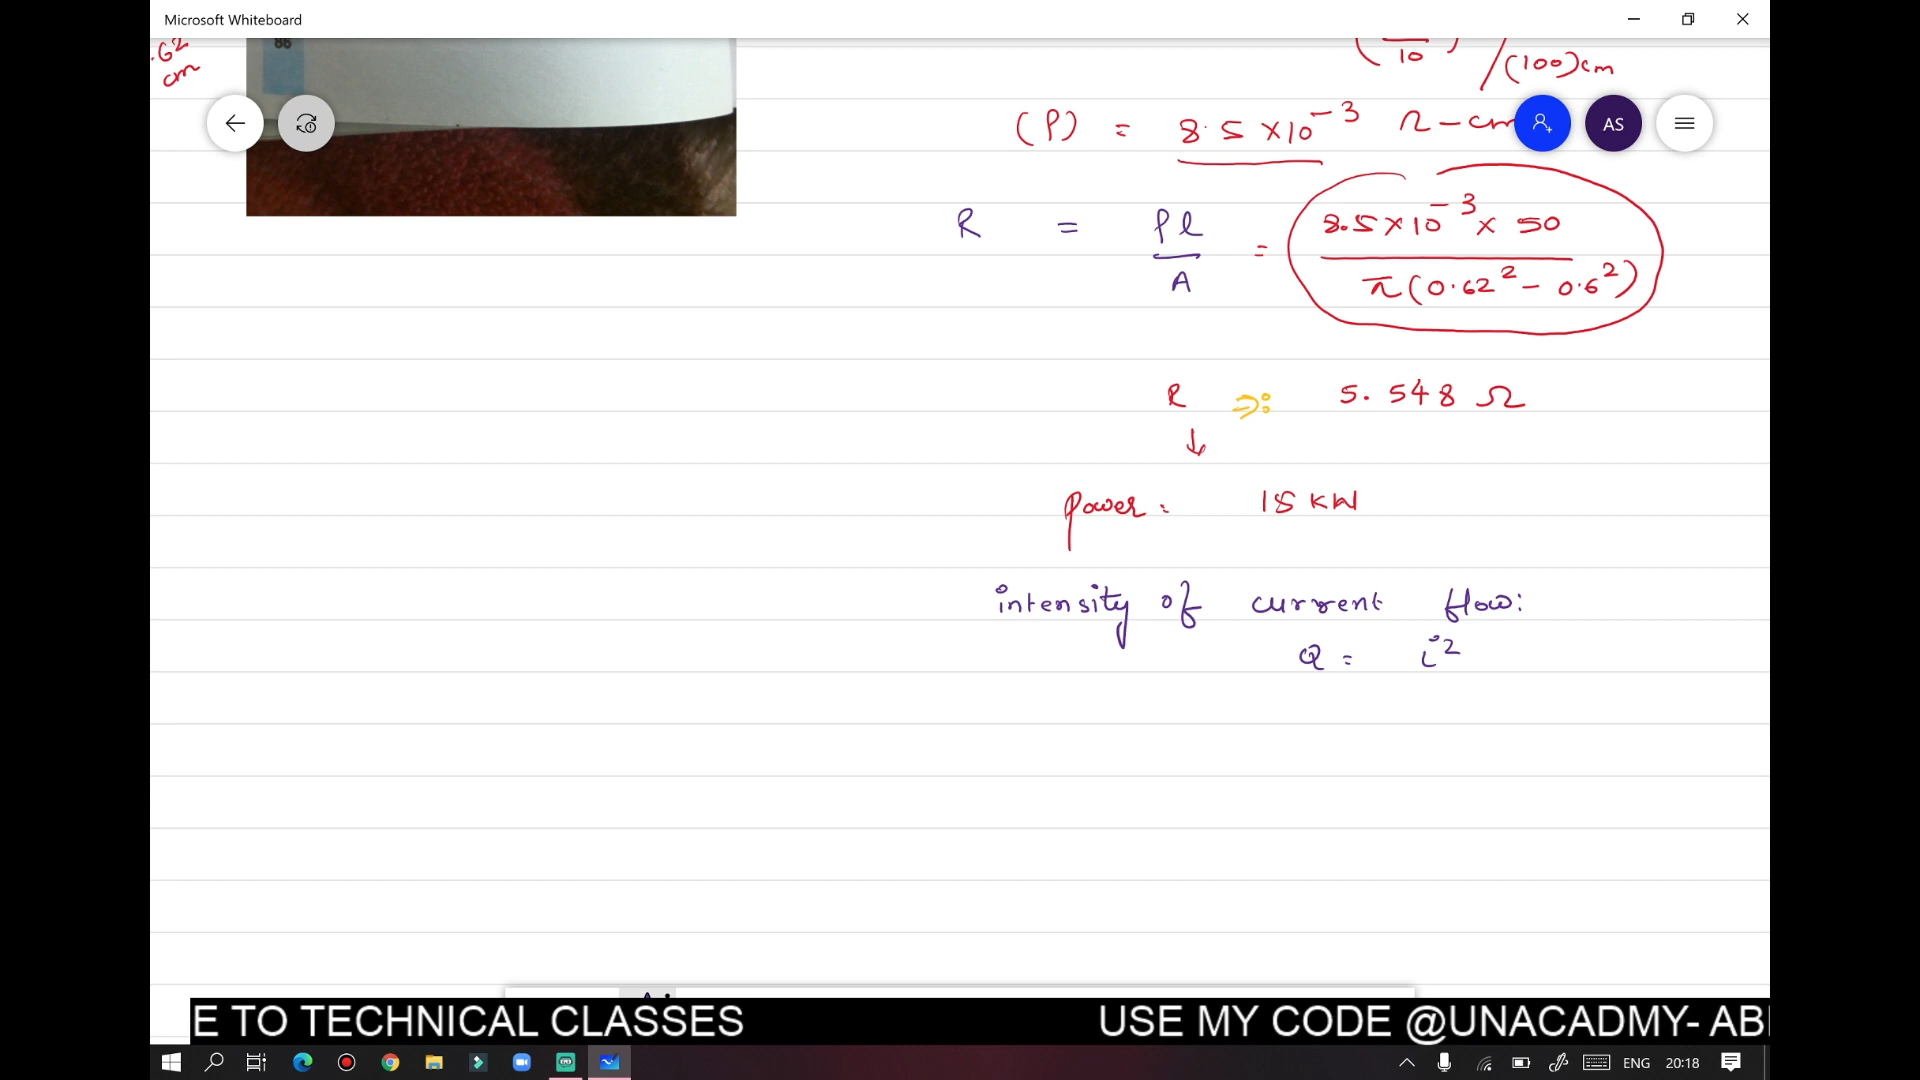 Microsoft Whiteboard
.62
cm
86
10
(100)cm
(ρ) = 8.5 ×10⁻³ Ω-cm
AS
R = ρl/A = 8.5×10⁻³ × 50 / π(0.62² - 0.6²)
R ⇒: 5.548 Ω
↓
power = 15 KW
intensity of current flow:
Q = i²
E TO TECHNICAL CLASSES
USE MY CODE @UNACADMY- AB
ENG 20:18